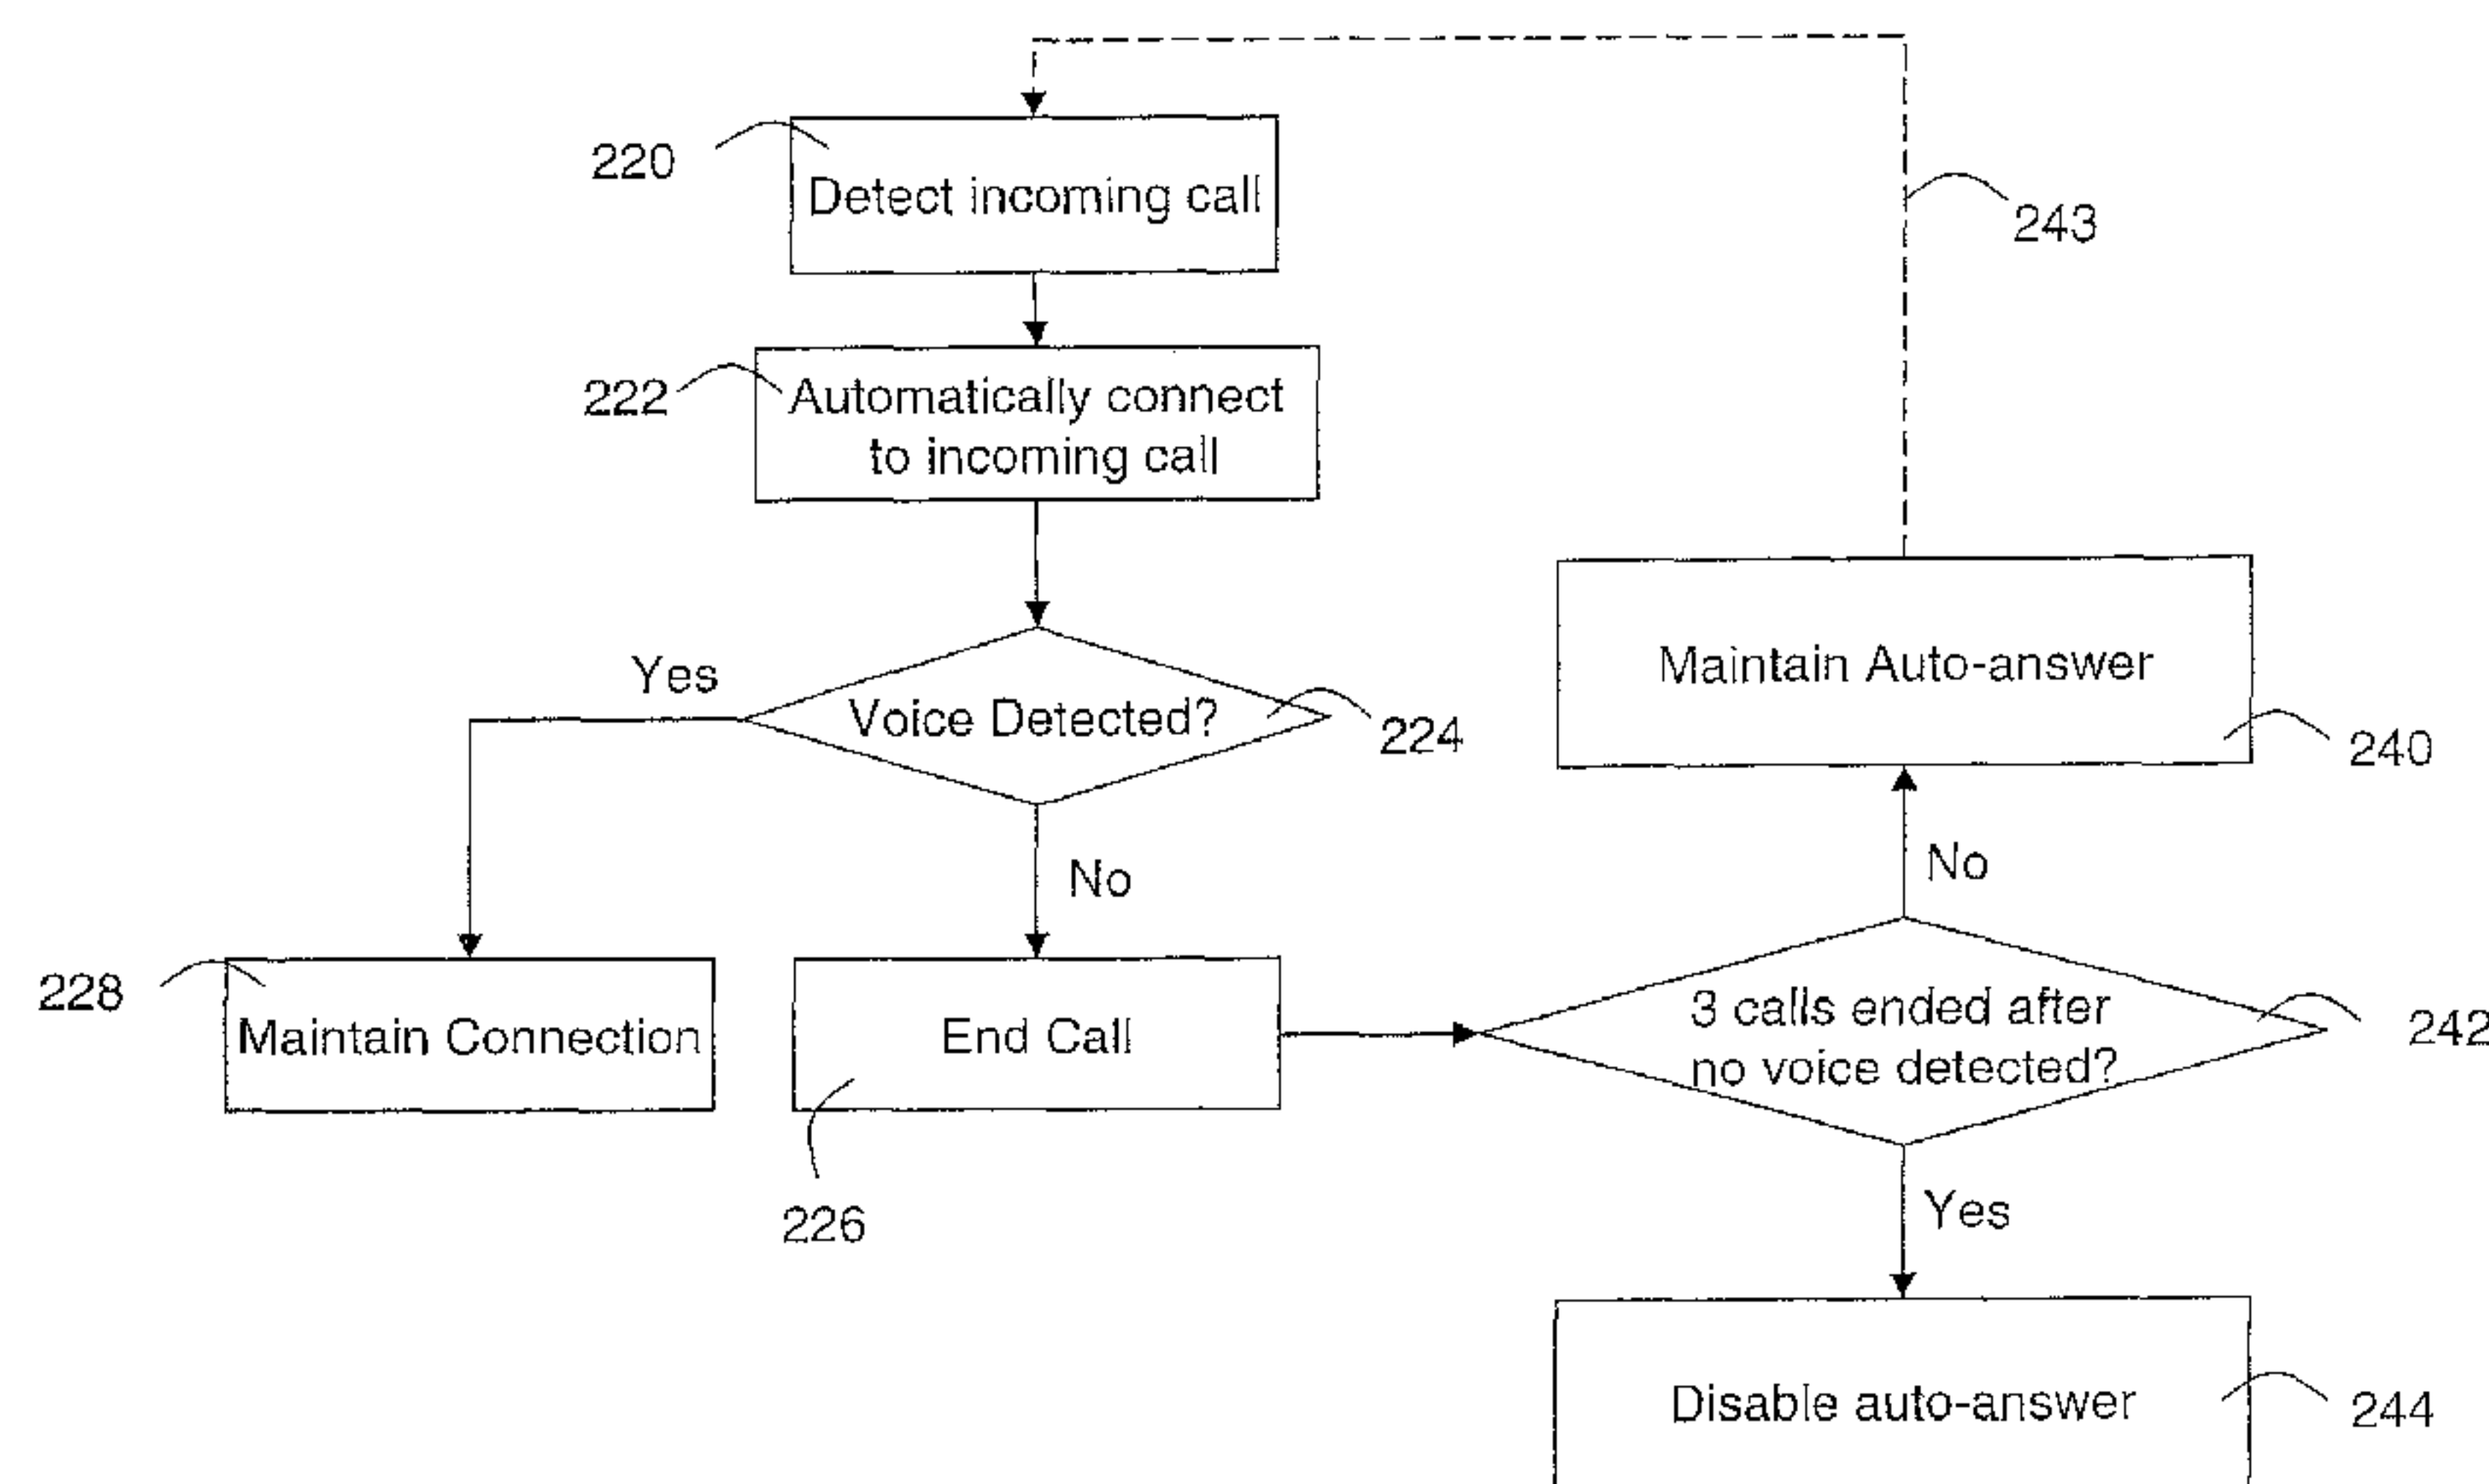 220
Detect incoming call
243
222
Automatically connect
to incoming call
Yes
Voice Detected?
224
Maintain Auto-answer
240
No
No
228
Maintain Connection
End Call
3 calls ended after
no voice detected?
242
226
Yes
Disable auto-answer
244